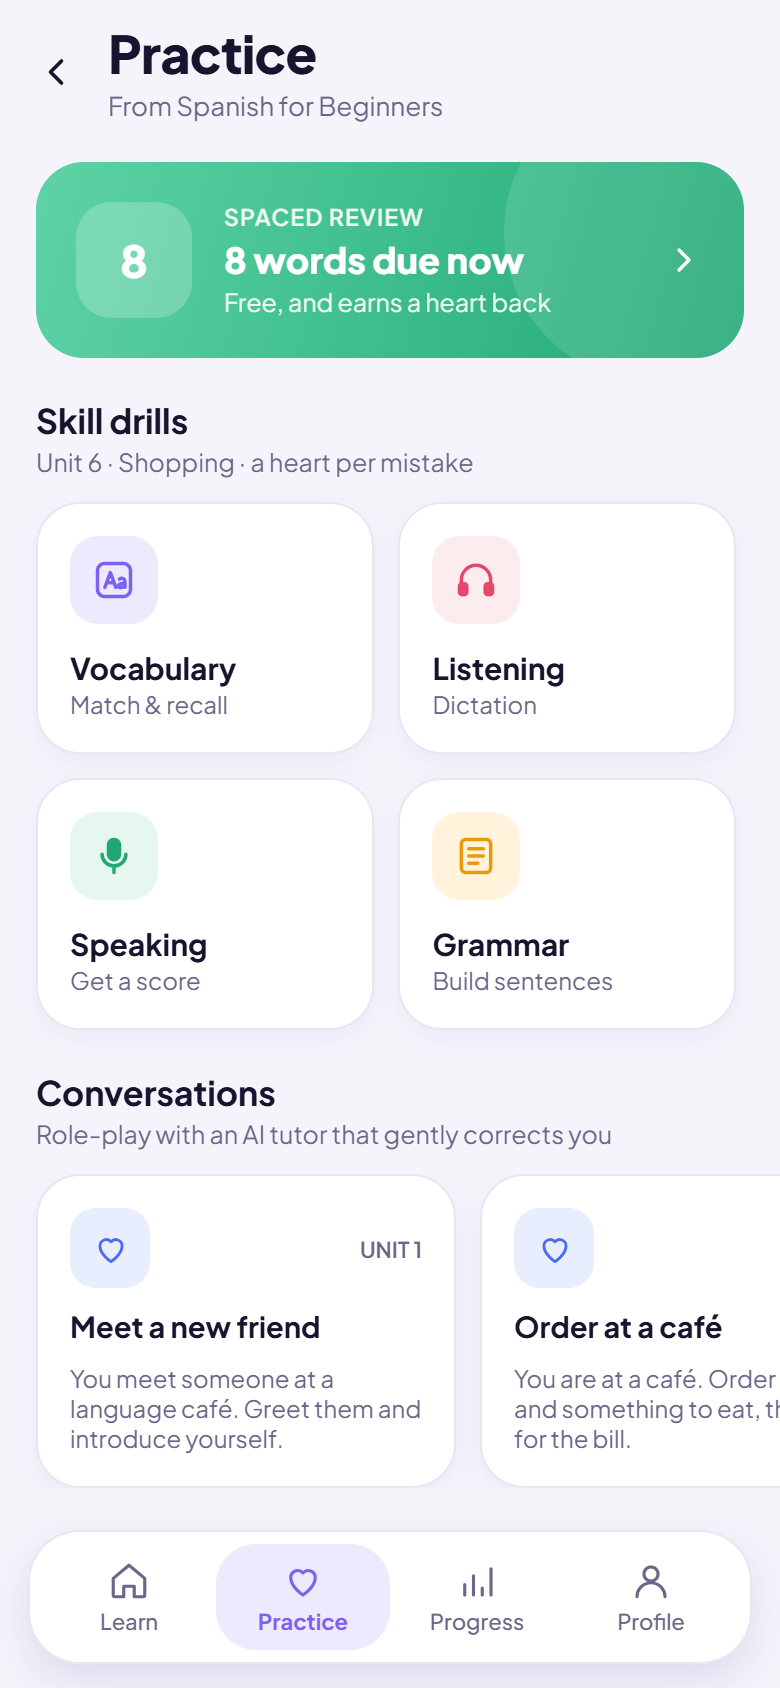 Practice
From Spanish for Beginners
8
SPACED REVIEW
8 words due now
Free, and earns a heart back
Skill drills
Unit 6 · Shopping · a heart per mistake
Aa
Vocabulary
Match & recall
Listening
Dictation
Speaking
Get a score
Grammar
Build sentences
Conversations
Role-play with an AI tutor that gently corrects you
UNIT 1
Meet a new friend
You meet someone at a
language café. Greet them and
introduce yourself.
Order at a café
You are at a café. Order
and something to eat,
for the bill.
Learn
Practice
Progress
Profile